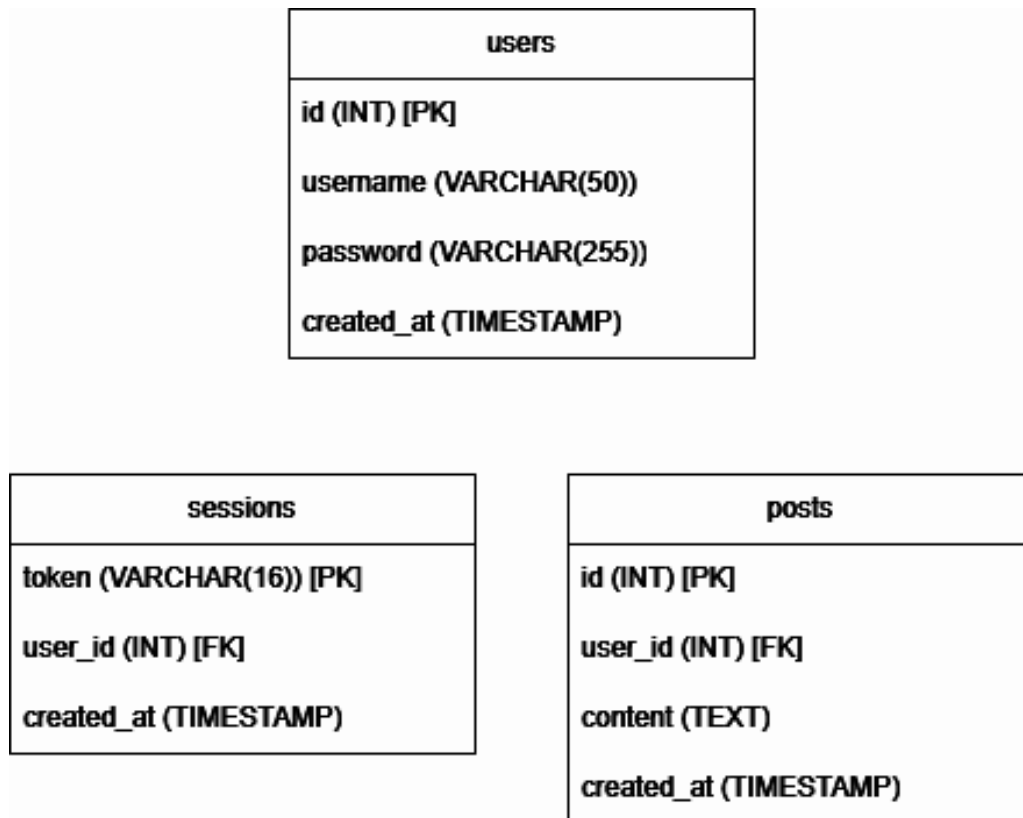 users
id (INT) [PK]
username (VARCHAR(50))
password (VARCHAR(255))
created_at (TIMESTAMP)
sessions
token (VARCHAR(16)) [PK]
user_id (INT) [FK]
created_at (TIMESTAMP)
posts
id (INT) [PK]
user_id (INT) [FK]
content (TEXT)
created_at (TIMESTAMP)